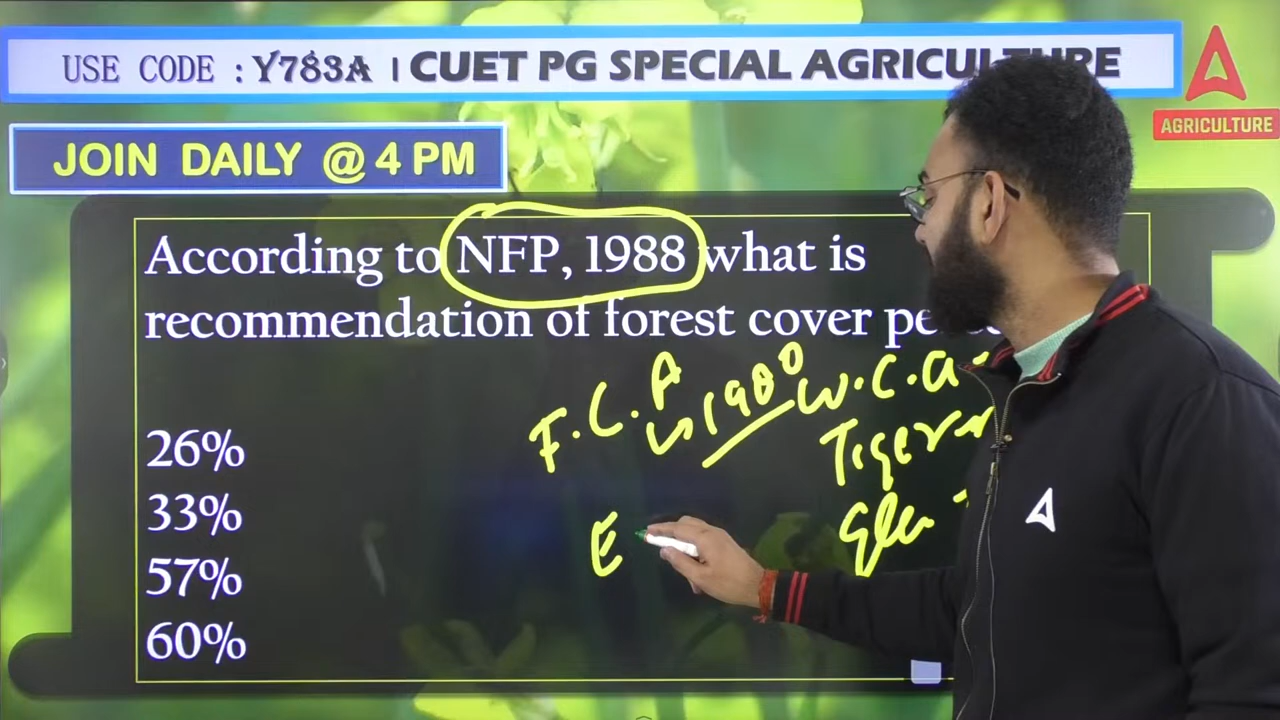 USE CODE : Y783A | CUET PG SPECIAL AGRICULTURE
AGRICULTURE
JOIN DAILY @ 4 PM
According to NFP, 1988 what is
recommendation of forest cover
26%
33%
57%
60%
F.C.A
1980
W.C.A
Tiger
E